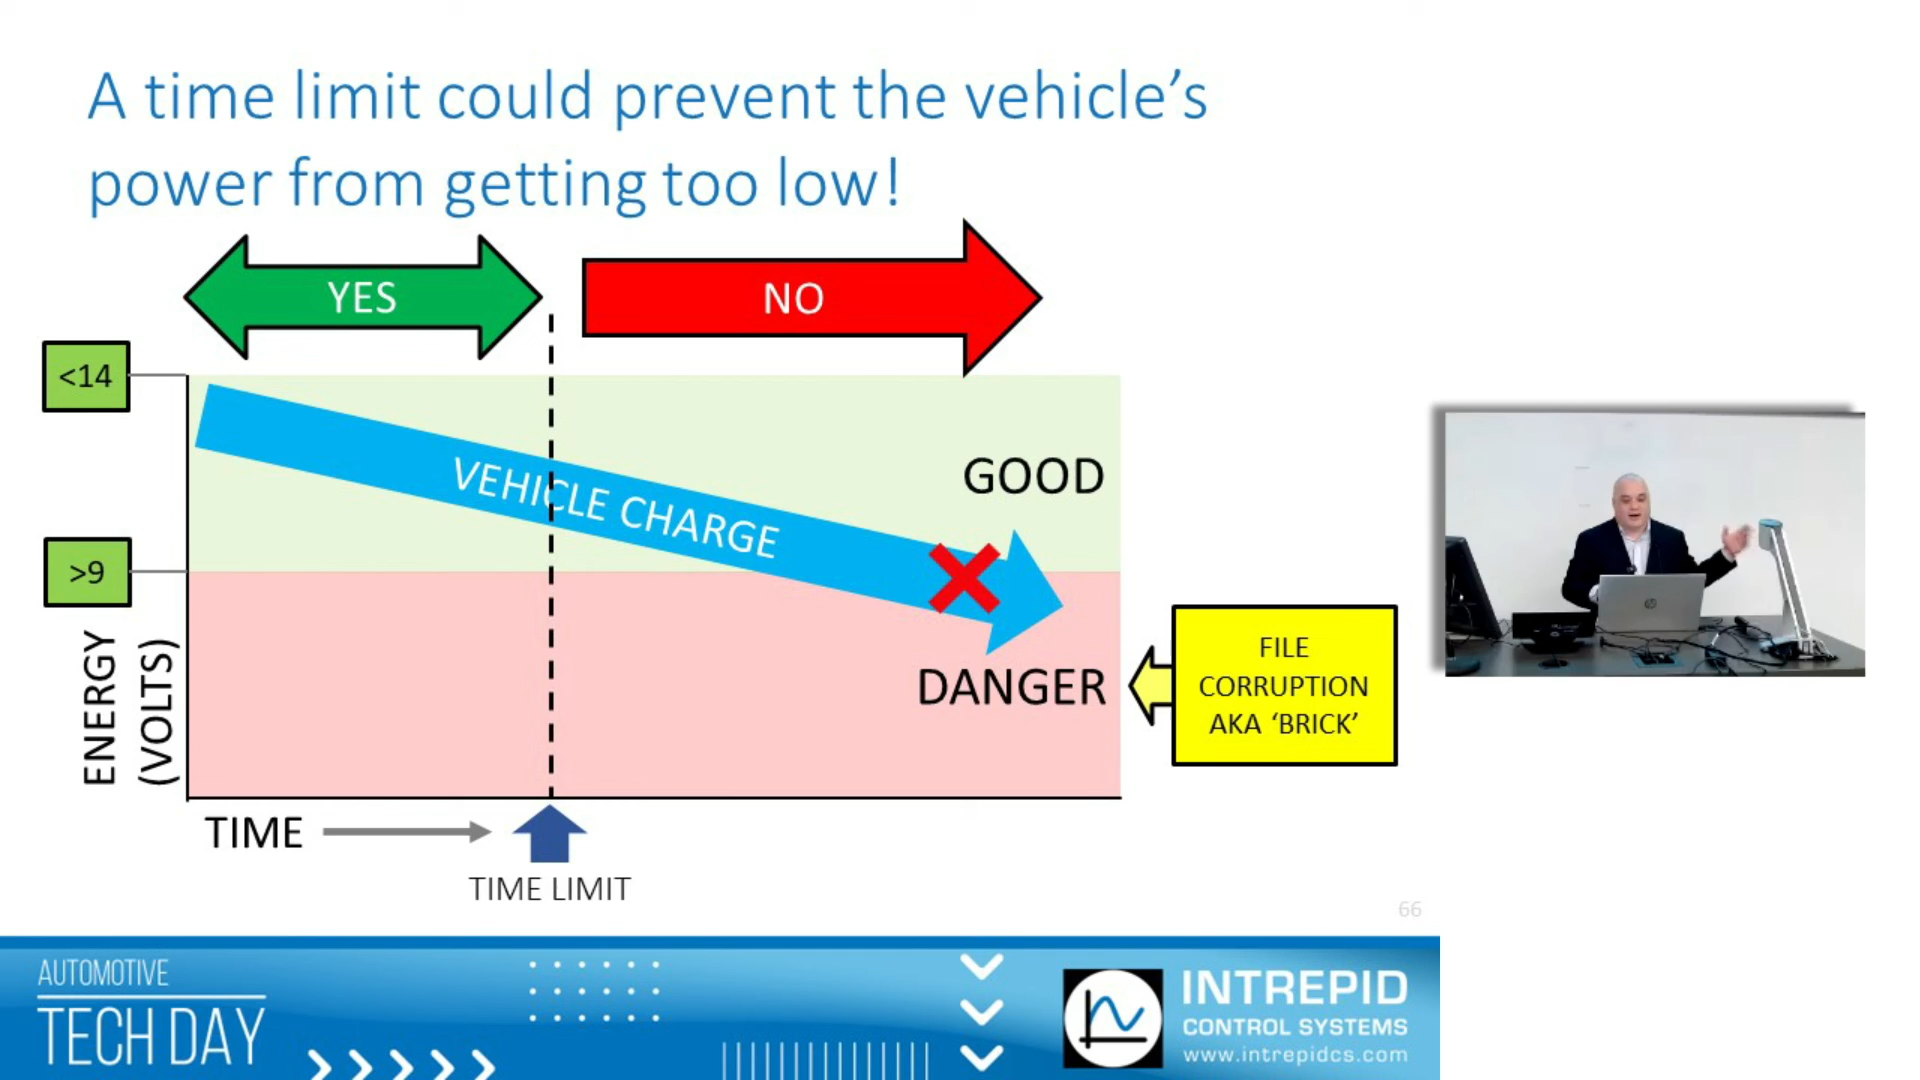 A time limit could prevent the vehicle’s
power from getting too low!
YES
NO
<14
VEHICLE CHARGE
GOOD
>9
DANGER
FILE
CORRUPTION
AKA ‘BRICK’
ENERGY
(VOLTS)
TIME
TIME LIMIT
66
AUTOMOTIVE
TECH DAY
INTREPID
CONTROL SYSTEMS
www.intrepidcs.com